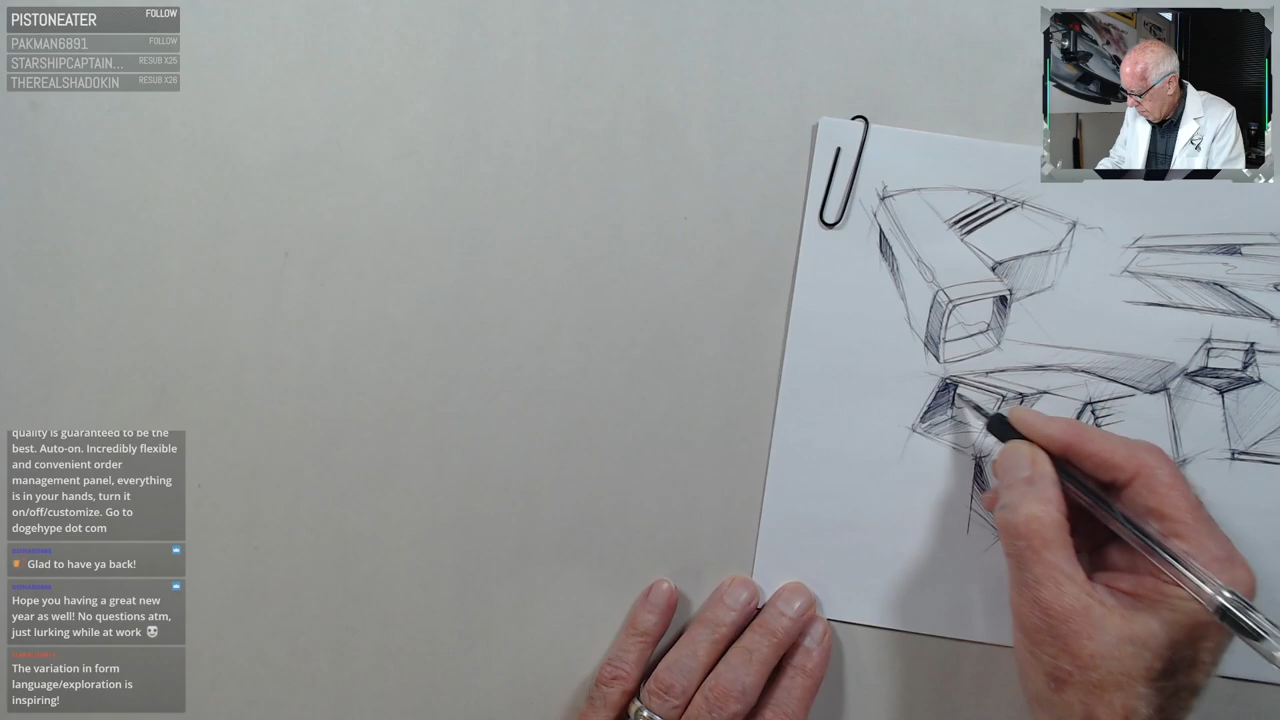 PISTONEATER FOLLOW
PAKMAN6891 FOLLOW
STARSHIPCAPTAIN... RESUB X25
THEREALSHADOKIN RESUB X26
quality is guaranteed to be the
best. Auto-on. Incredibly flexible
and convenient order
management panel, everything
is in your hands, turn it
on/off/customize. Go to
dogehype dot com
Glad to have ya back!
Hope you having a great new
year as well! No questions atm,
just lurking while at work
The variation in form
language/exploration is
inspiring!